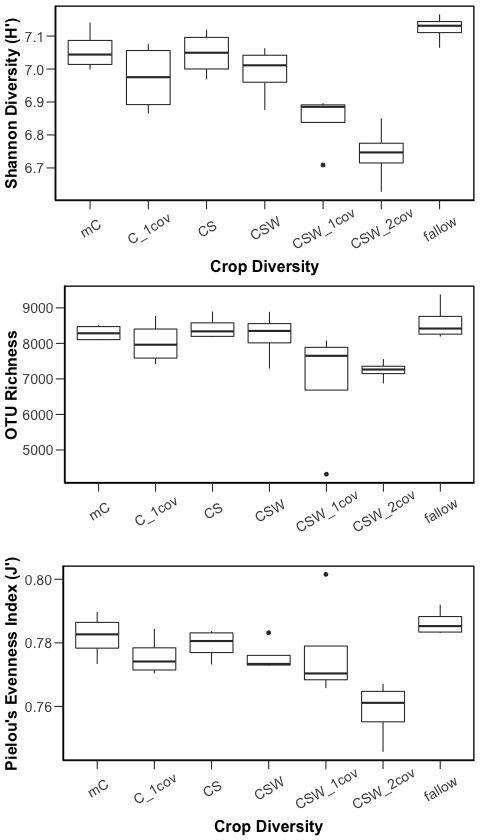 Shannon Diversity (H')
7.1
7.0
6.9
6.8
6.7
mC
C_1cov
CS
CSW
CSW_1cov
CSW_2cov
fallow
Crop Diversity
OTU Richness
9000
8000
7000
6000
5000
mC
C_1cov
CS
CSW
CSW_1cov
CSW_2cov
fallow
Pielou's Evenness Index (J')
0.80
0.78
0.76
mC
C_1cov
CS
CSW
CSW_1cov
CSW_2cov
fallow
Crop Diversity